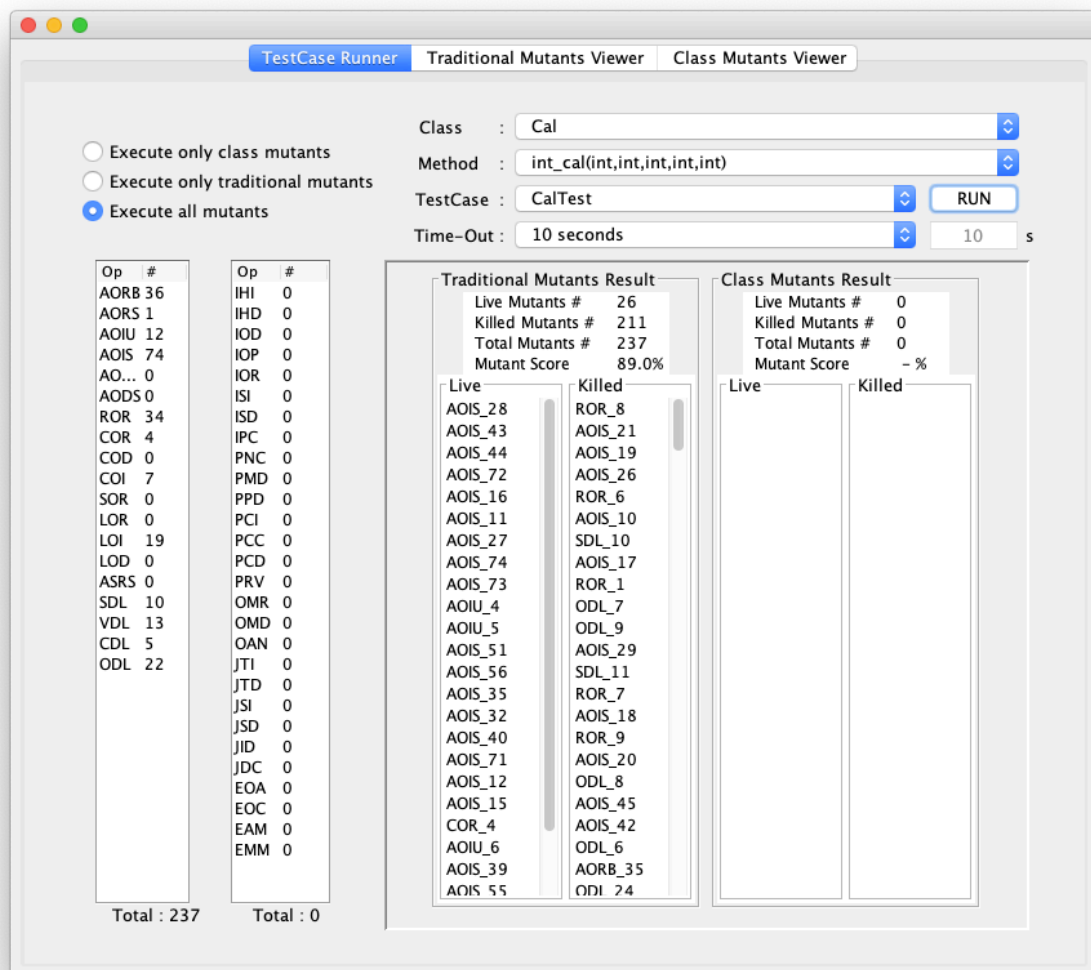 TestCase Runner Traditional Mutants Viewer Class Mutants Viewer
Execute only class mutants
Execute only traditional mutants
Execute all mutants
Class : Cal
Method : int_cal(int,int,int,int,int)
TestCase : CalTest RUN
Time-Out : 10 seconds 10 s
Op #
AORB 36
AORS 1
AOIU 12
AOIS 74
AO... 0
AODS 0
ROR 34
COR 4
COD 0
COI 7
SOR 0
LOR 0
LOI 19
LOD 0
ASRS 0
SDL 10
VDL 13
CDL 5
ODL 22
Total : 237
Op #
IHI 0
IHD 0
IOD 0
IOP 0
IOR 0
ISI 0
ISD 0
IPC 0
PNC 0
PMD 0
PPD 0
PCI 0
PCC 0
PCD 0
PRV 0
OMR 0
OMD 0
OAN 0
JTI 0
JTD 0
JSI 0
JSD 0
JID 0
JDC 0
EOA 0
EOC 0
EAM 0
EMM 0
Total : 0
Traditional Mutants Result
Live Mutants # 26
Killed Mutants # 211
Total Mutants # 237
Mutant Score 89.0%
Live
AOIS_28
AOIS_43
AOIS_44
AOIS_72
AOIS_16
AOIS_11
AOIS_27
AOIS_74
AOIS_73
AOIU_4
AOIU_5
AOIS_51
AOIS_56
AOIS_35
AOIS_32
AOIS_40
AOIS_71
AOIS_12
AOIS_15
COR_4
AOIU_6
AOIS_39
AOIS_55
Killed
ROR_8
AOIS_21
AOIS_19
AOIS_26
ROR_6
AOIS_10
SDL_10
AOIS_17
ROR_1
ODL_7
ODL_9
AOIS_29
SDL_11
ROR_7
AOIS_18
ROR_9
AOIS_20
ODL_8
AOIS_45
AOIS_42
ODL_6
AORB_35
ODL_24
Class Mutants Result
Live Mutants # 0
Killed Mutants # 0
Total Mutants # 0
Mutant Score - %
Live
Killed